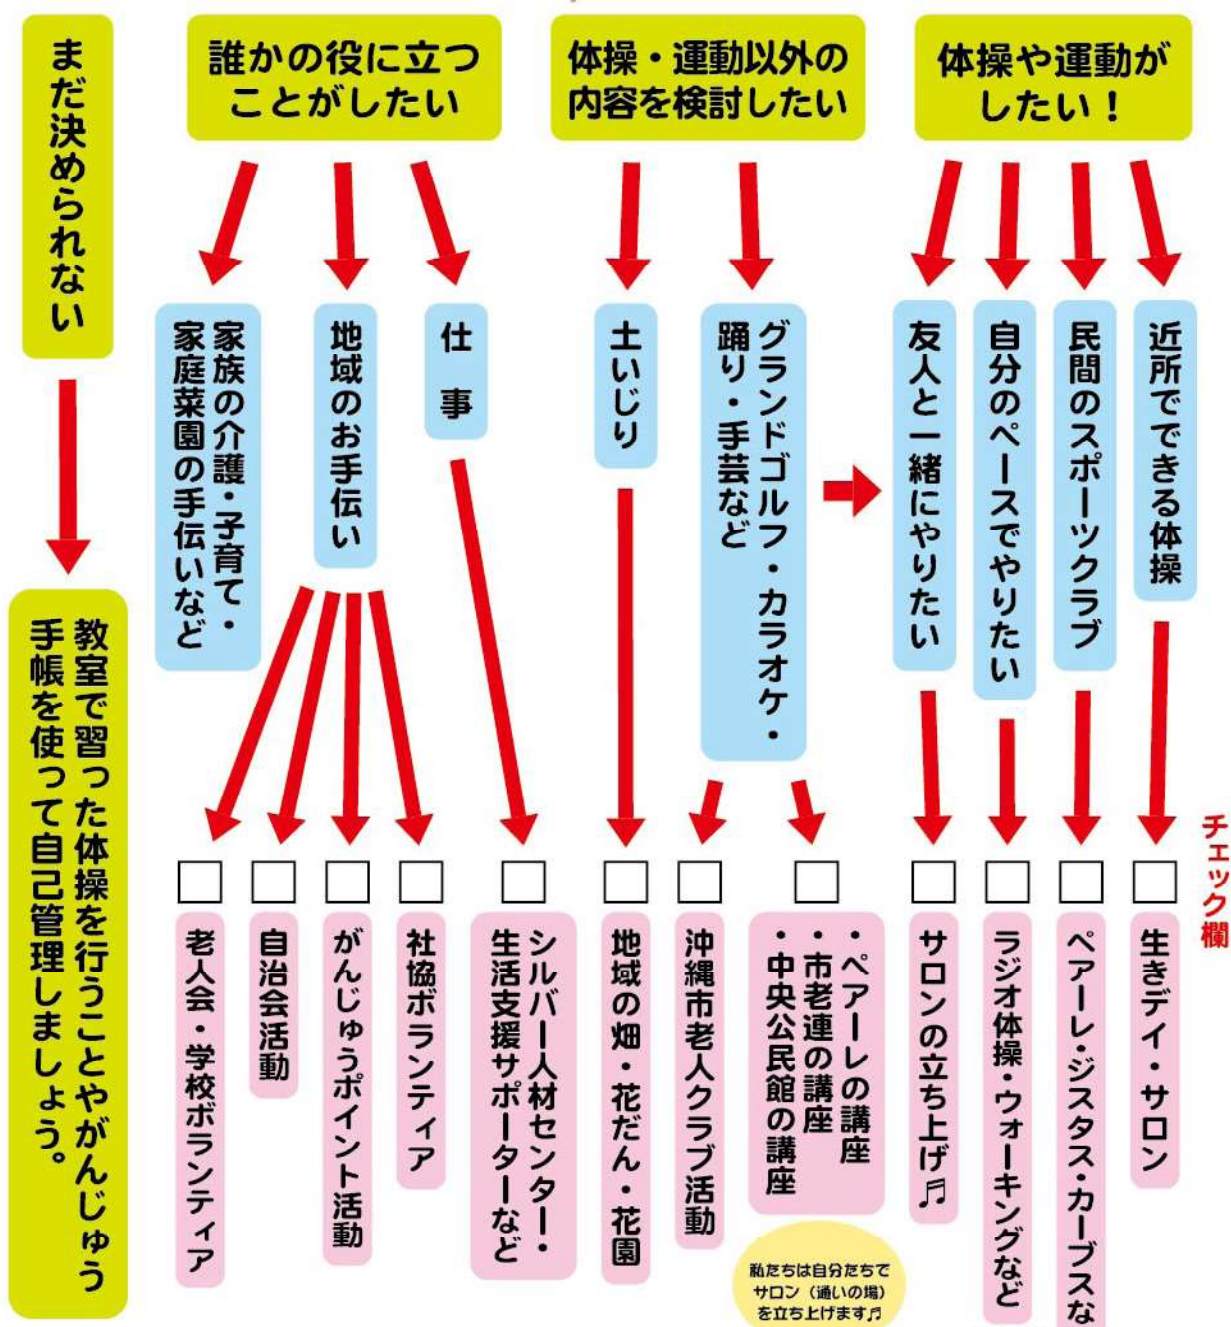 体操や運動が
したい！
体操・運動以外の
内容を検討したい
誰かの役に立つ
ことがしたい
まだ決められない
近所でできる体操
民間のスポーツクラブ
自分のペースでやりたい
友人と一緒にやりたい
グランドゴルフ・カラオケ・
踊り・手芸など
土いじり
仕事
地域のお手伝い
家族の介護・子育て・
家庭菜園の手伝いなど
チェック欄
生きデイ・サロン
ペアーレ・ジスタス・カーブスな
ラジオ体操・ウォーキングなど
サロンの立ち上げ♬
・ペアーレの講座
・市老連の講座
・中央公民館の講座
沖縄市老人クラブ活動
地域の畑・花だん・花園
シルバー人材センター・
生活支援サポーターなど
社協ボランティア
がんじゅうポイント活動
自治会活動
老人会・学校ボランティア
教室で習った体操を行うことやがんじゅう
手帳を使って自己管理しましょう。
私たちは自分たちで
サロン（通いの場）
を立ち上げます♬